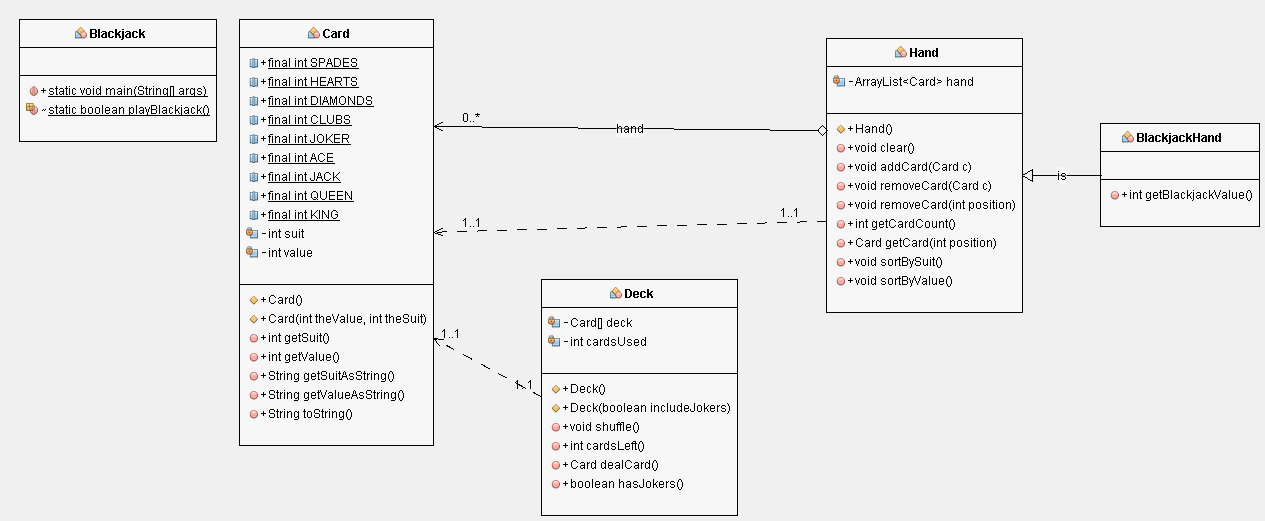 Blackjack
+static void main(String[] args)
~static boolean playBlackjack()
Card
+final int SPADES
+final int HEARTS
+final int DIAMONDS
+final int CLUBS
+final int JOKER
+final int ACE
+final int JACK
+final int QUEEN
+final int KING
-int suit
-int value
+Card()
+Card(int theValue, int theSuit)
+int getSuit()
+int getValue()
+String getSuitAsString()
+String getValueAsString()
+String toString()
0..*
hand
1..1
1..1
1..1
1..1
Deck
-Card[] deck
-int cardsUsed
+Deck()
+Deck(boolean includeJokers)
+void shuffle()
+int cardsLeft()
+Card dealCard()
+boolean hasJokers()
Hand
-ArrayList<Card> hand
+Hand()
+void clear()
+void addCard(Card c)
+void removeCard(Card c)
+void removeCard(int position)
+int getCardCount()
+Card getCard(int position)
+void sortBySuit()
+void sortByValue()
is
BlackjackHand
+int getBlackjackValue()